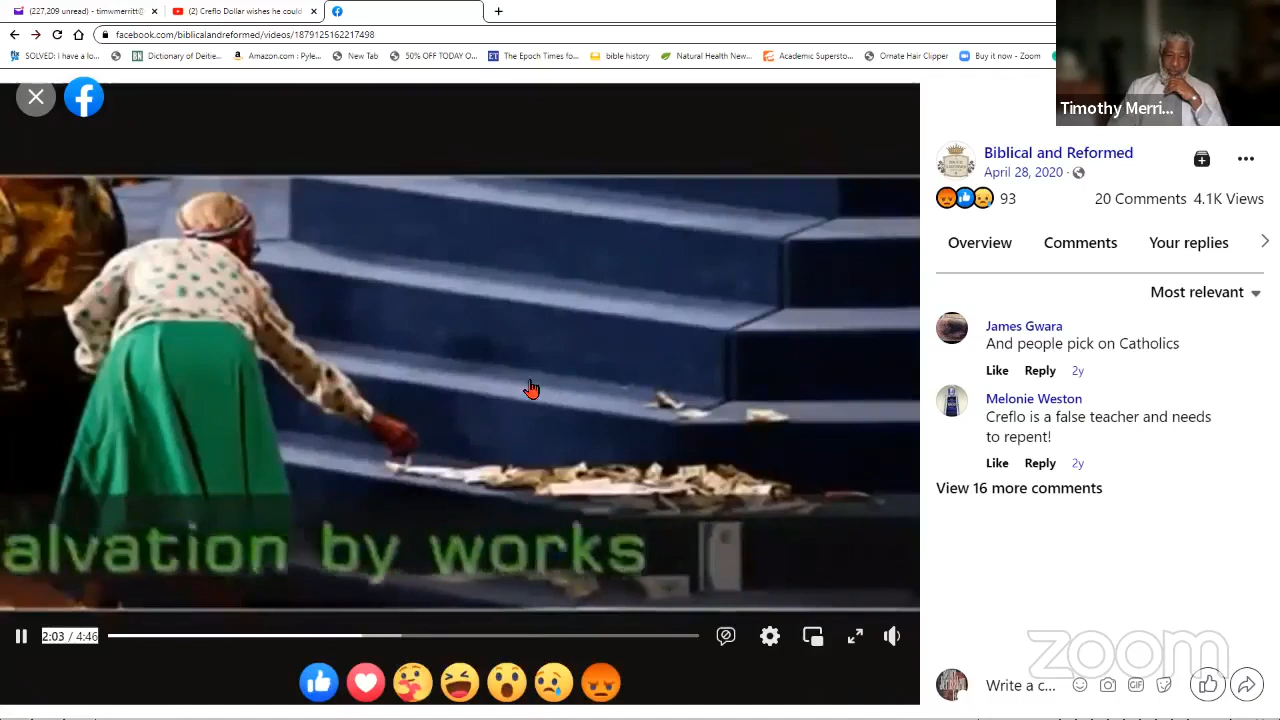 (227,209 unread) - timwmerritt@
(2) Creflo Dollar wishes he could
facebook.com/biblicalandreformed/videos/1879125162217498
SOLVED: i have a lo...
Dictionary of Deitie...
Amazon.com : Pyle...
New Tab
50% OFF TODAY O...
The Epoch Times fo...
bible history
Natural Health New...
Academic Supersto...
Ornate Hair Clipper
Buy it now - Zoom
Timothy Merri...
Biblical and Reformed
April 28, 2020
93
20 Comments 4.1K Views
Overview
Comments
Your replies
Most relevant
James Gwara
And people pick on Catholics
Like Reply 2y
Melonie Weston
Creflo is a false teacher and needs
to repent!
Like Reply 2y
View 16 more comments
alvation by works
2:03 / 4:46
zoom
Write a c...
GIF